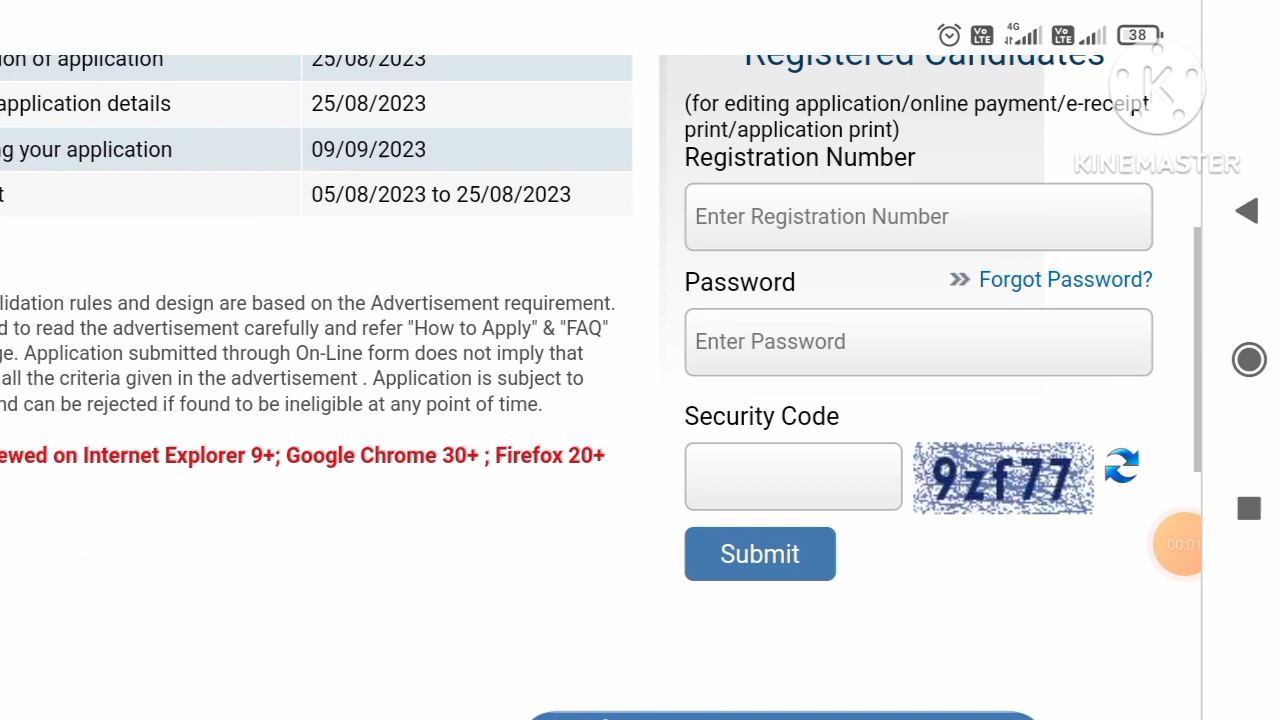 4G
38
ion of application 25/08/2023
application details 25/08/2023
ng your application 09/09/2023
t 05/08/2023 to 25/08/2023
lidation rules and design are based on the Advertisement requirement.
d to read the advertisement carefully and refer "How to Apply" & "FAQ"
ge. Application submitted through On-Line form does not imply that
all the criteria given in the advertisement . Application is subject to
nd can be rejected if found to be ineligible at any point of time.
ewed on Internet Explorer 9+; Google Chrome 30+ ; Firefox 20+
Registered Candidates
(for editing application/online payment/e-receipt
print/application print)
Registration Number
Enter Registration Number
Password
Forgot Password?
Enter Password
Security Code
9zf77
Submit
KINEMASTER
00:01